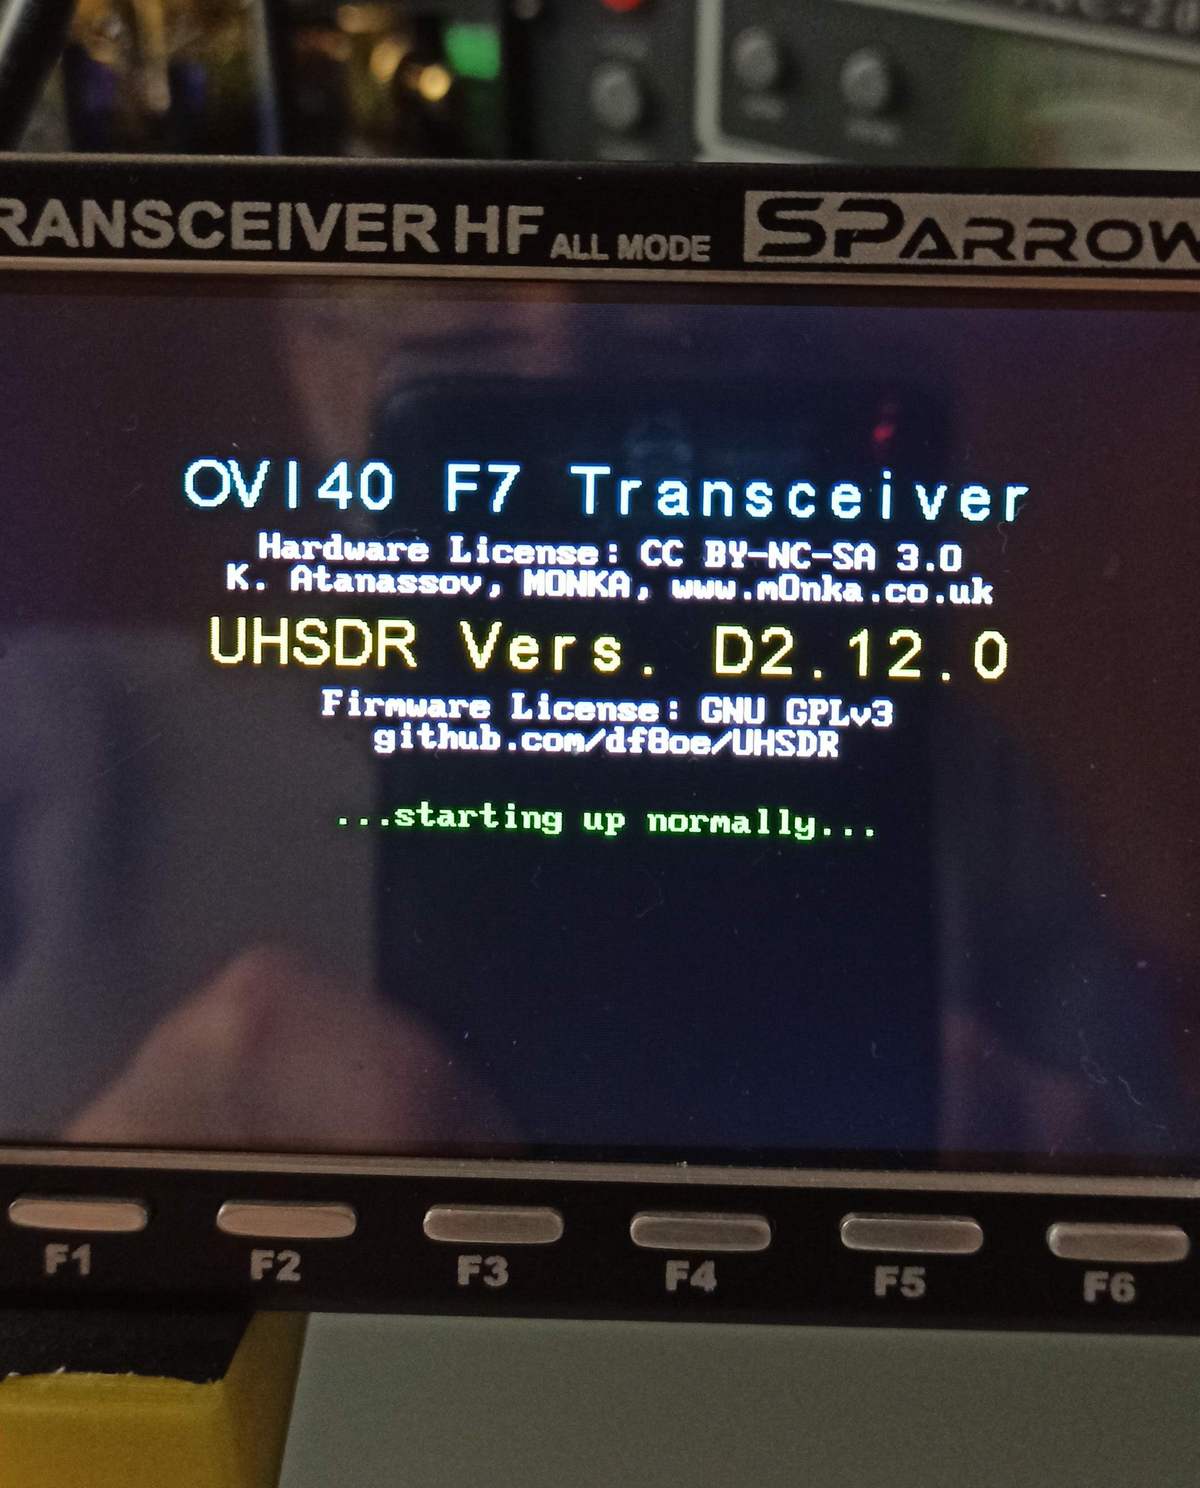 RANSCEIVER HF ALL MODE SPARROW
OVI40 F7 Transceiver
Hardware License: CC BY-NC-SA 3.0
K. Atanassov, M0NKA, www.m0nka.co.uk
UHSDR Vers. D2.12.0
Firmware License: GNU GPLv3
github.com/df8oe/UHSDR
...starting up normally...
F1 F2 F3 F4 F5 F6